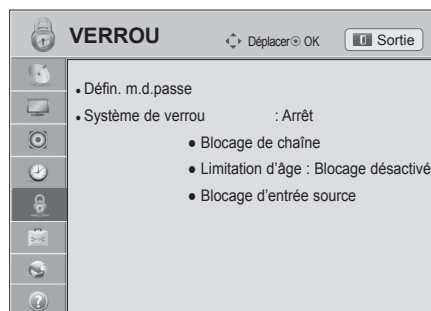 VERROU
Déplacer OK Sortie
• Défin. m.d.passe
• Système de verrou : Arrêt
• Blocage de chaîne
• Limitation d'âge : Blocage désactivé
• Blocage d'entrée source
?